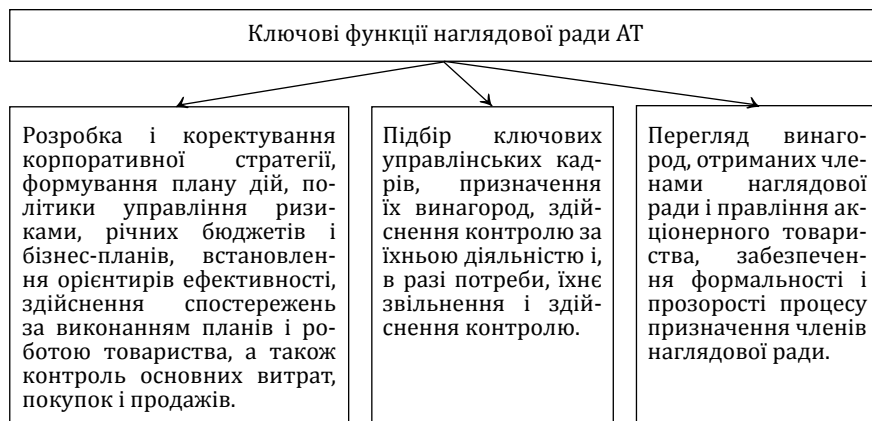 Ключові функції наглядової ради АТ
Розробка і коректування
корпоративної стратегії,
формування плану дій, по-
літики управління ризи-
ками, річних бюджетів і
бізнес-планів, встановлен-
ня орієнтирів ефективності,
здійснення спостережень
за виконанням планів і ро-
ботою товариства, а також
контроль основних витрат,
покупок і продажів.
Підбір ключових
управлінських кад-
рів, призначення
їх винагород, здій-
снення контролю за
їхньою діяльністю і,
в разі потреби, їхнє
звільнення і здій-
снення контролю.
Перегляд винаго-
род, отриманих чле-
нами наглядової
ради і правління ак-
ціонерного товари-
ства, забезпечен-
ня формальності і
прозорості процесу
призначення членів
наглядової ради.